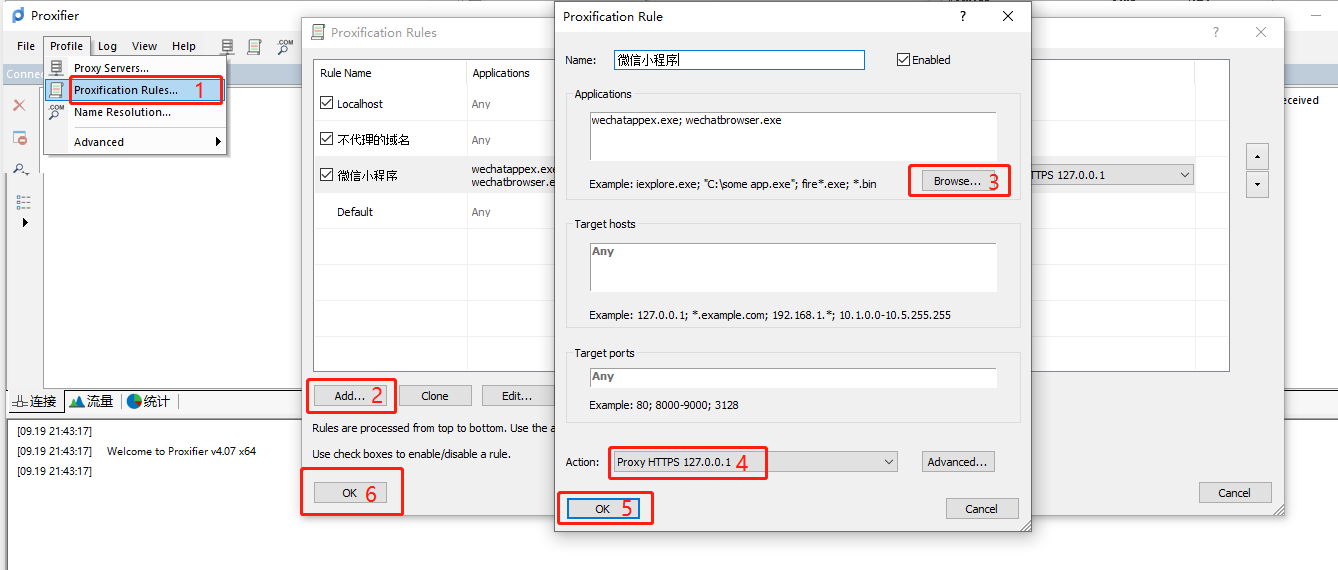 Proxifier
File Profile Log View Help
Connec
Proxy Servers...
Proxification Rules... 1
Name Resolution...
Advanced
连接 流量 统计
[09.19 21:43:17]
[09.19 21:43:17] Welcome to Proxifier v4.07 x64
[09.19 21:43:17]
Proxification Rules
Rule Name Applications
Localhost Any
不代理的域名 Any
微信小程序 wechatappex.exe
wechatbrowser.e
TTPS 127.0.0.1
Default Any
Add... 2 Clone Edit...
Rules are processed from top to bottom. Use the a
Use check boxes to enable/disable a rule.
OK 6
Cancel
eceived
Proxification Rule
Name: 微信小程序 Enabled
Applications
wechatappex.exe; wechatbrowser.exe
Example: iexplore.exe; "C:\some app.exe"; fire*.exe; *.bin
Browse... 3
Target hosts
Any
Example: 127.0.0.1; *.example.com; 192.168.1.*; 10.1.0.0-10.5.255.255
Target ports
Any
Example: 80; 8000-9000; 3128
Action: Proxy HTTPS 127.0.0.1 4 Advanced...
OK 5 Cancel